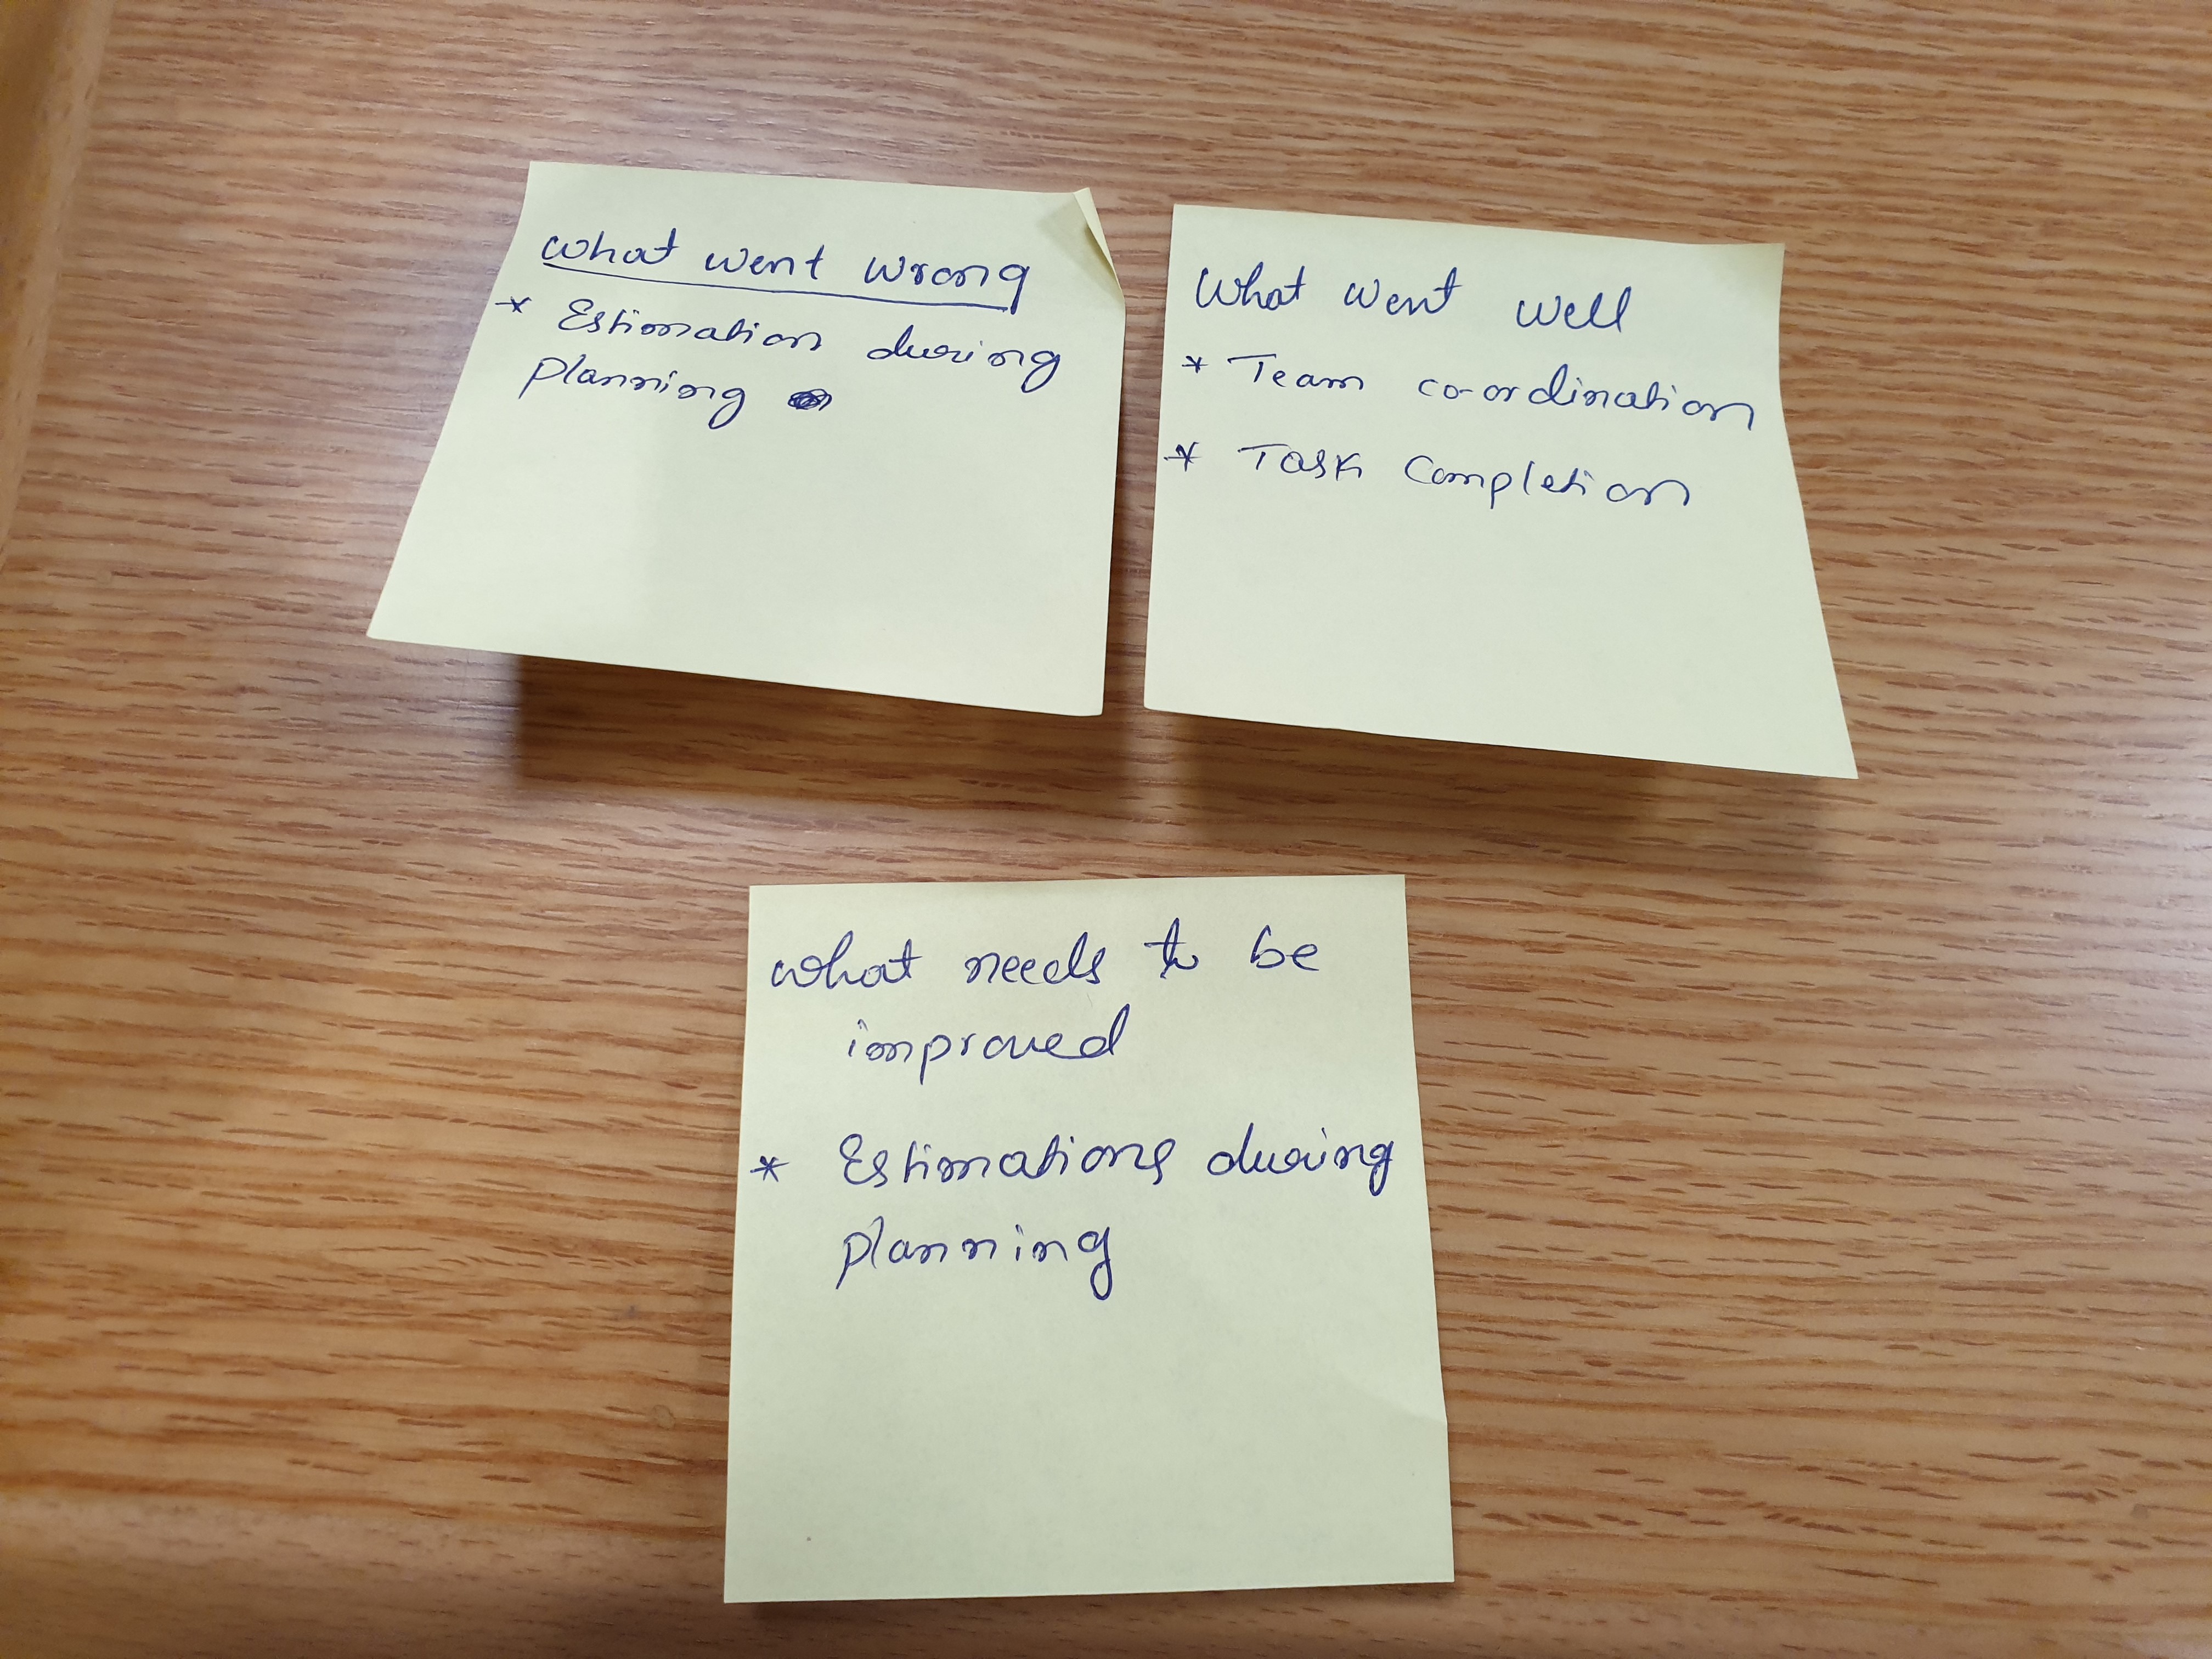 What went wrong
* Estimation during
planning
What went well
* Team co-ordination
* Task Completion
what needs to be
improved
* Estimations during
planning